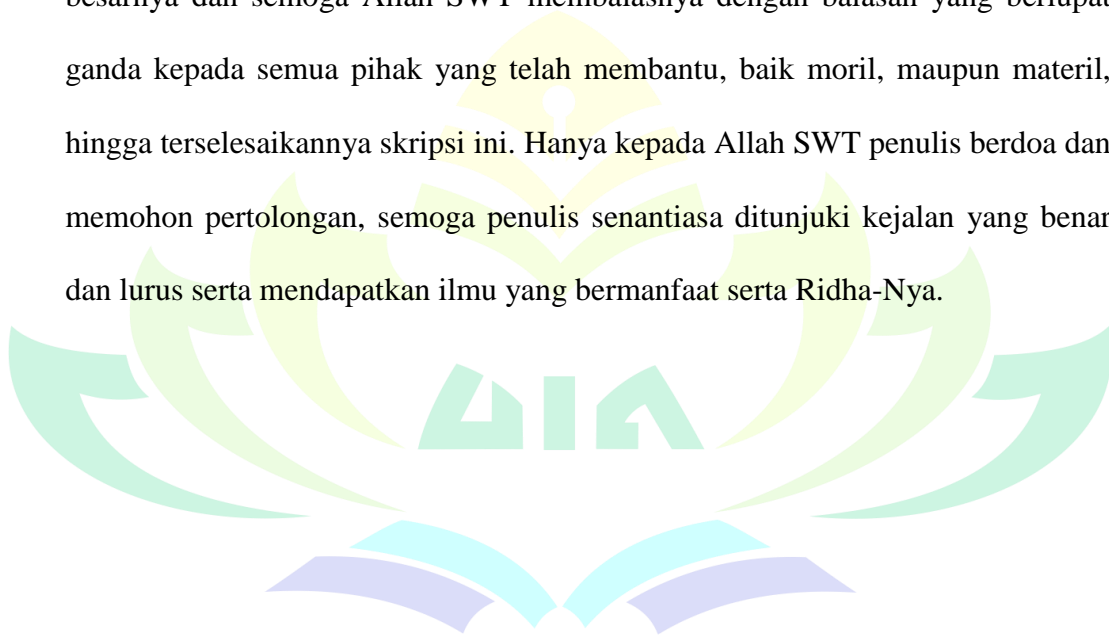 besarnya dan semoga Allah SWT membalasnya dengan balasan yang berlipat
ganda kepada semua pihak yang telah membantu, baik moril, maupun materil,
hingga terselesaikannya skripsi ini. Hanya kepada Allah SWT penulis berdoa dan
memohon pertolongan, semoga penulis senantiasa ditunjuki kejalan yang benar
dan lurus serta mendapatkan ilmu yang bermanfaat serta Ridha-Nya.